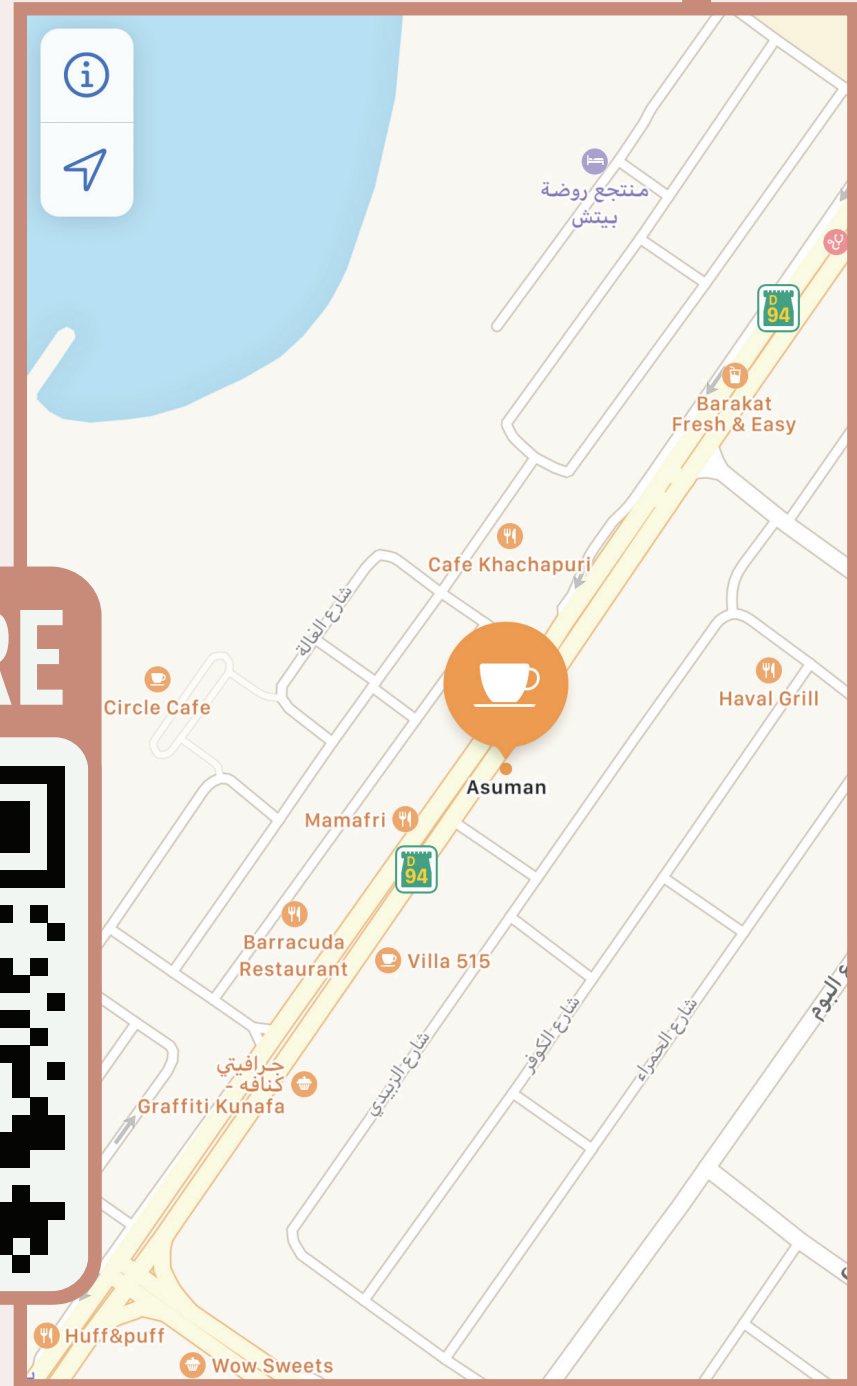 منتجع روضة
بيتش
D
94
Barakat
Fresh & Easy
Cafe Khachapuri
شارع الغالة
RE
Circle Cafe
Haval Grill
Asuman
Mamafri
D
94
Barracuda
Restaurant
Villa 515
ع البوم
شارع الزبيدي
شارع الكوفر
شارع الحمراء
جرافيتي
كنافه -
Graffiti Kunafa
Huff&puff
Wow Sweets